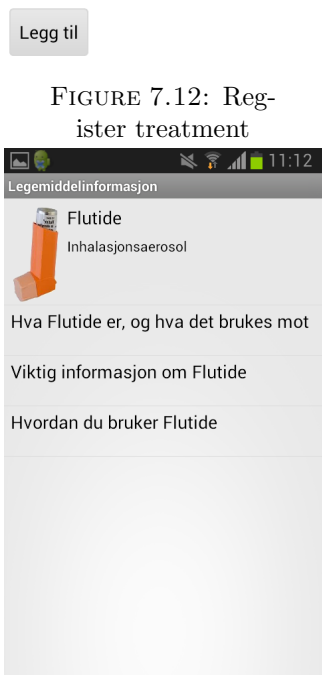 Legg til
FIGURE 7.12: Reg-
ister treatment
11:12
Legemiddelinformasjon
Flutide
Inhalasjonsaerosol
Hva Flutide er, og hva det brukes mot
Viktig informasjon om Flutide
Hvordan du bruker Flutide